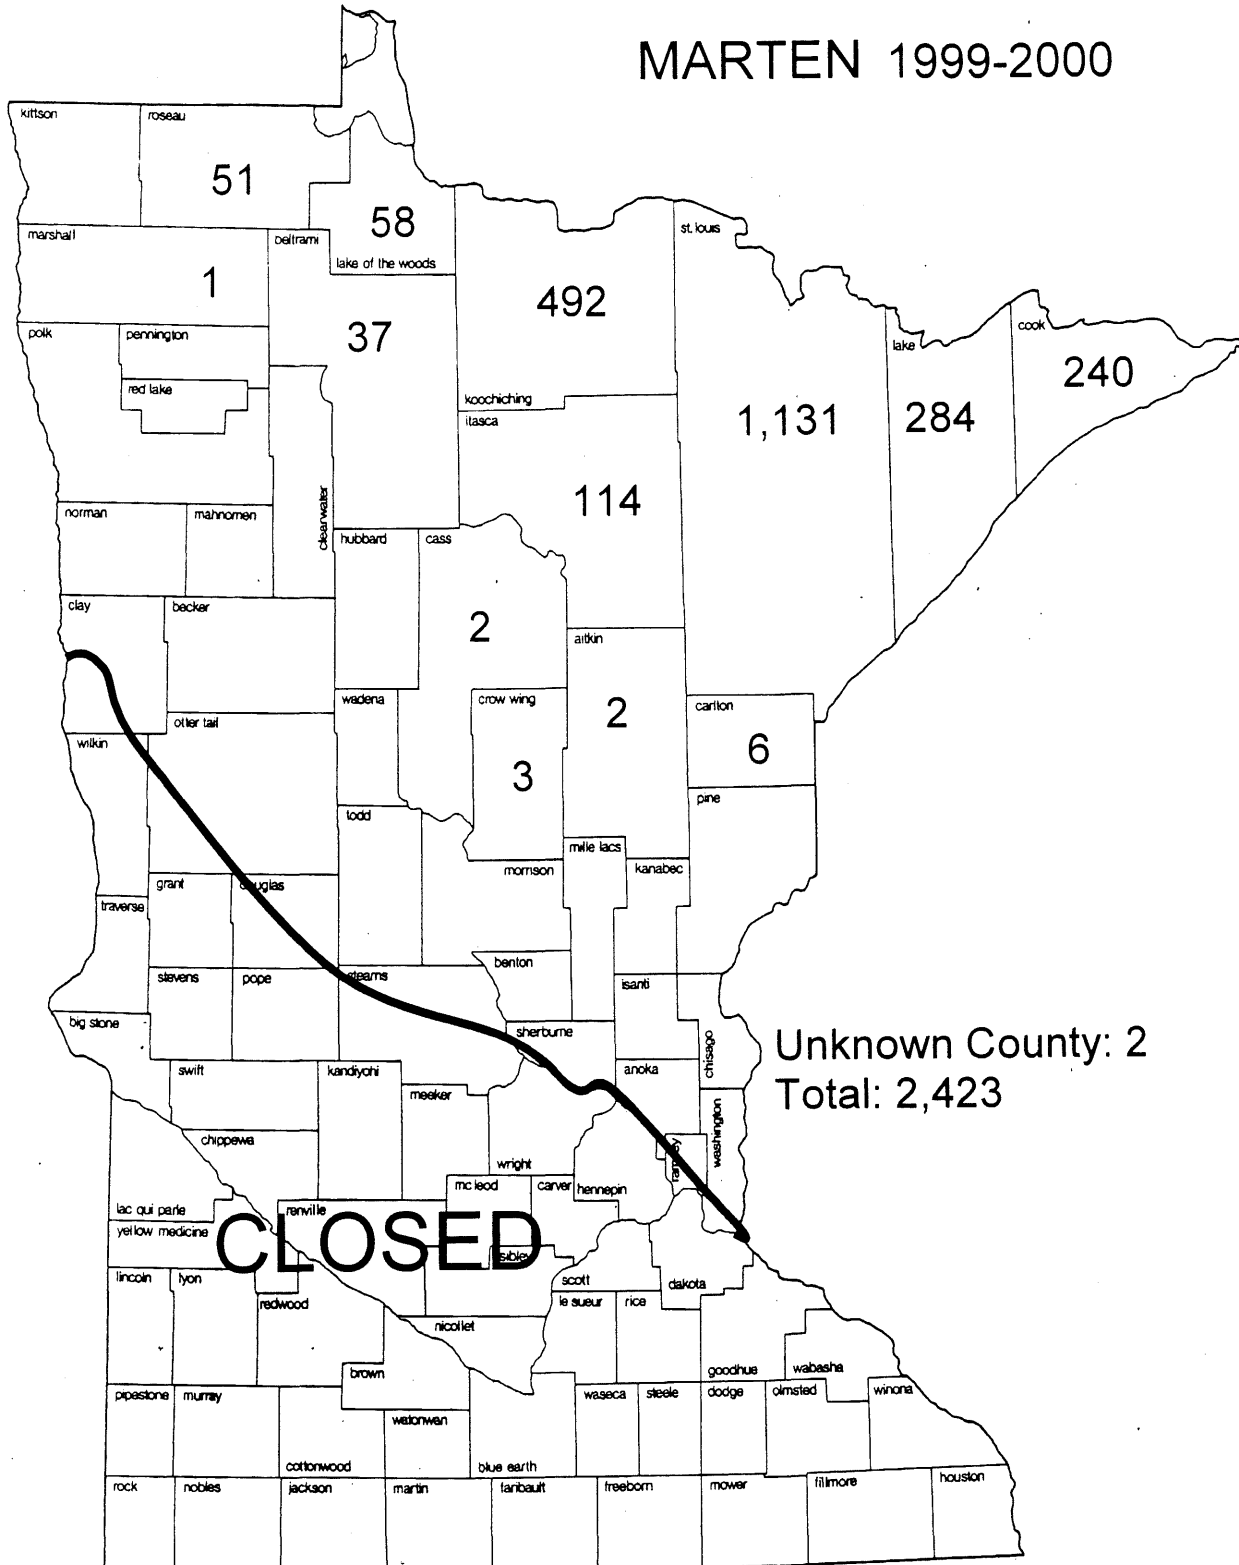 MARTEN 1999-2000
kittson
roseau
51
58
lake of the woods
marshall
1
beltrami
37
492
koochiching
st. louis
1,131
lake
284
cook
240
polk
pennington
red lake
itasca
114
norman
mahnomen
clearwater
hubbard
cass
2
clay
becker
aitkin
2
wadena
crow wing
3
carlton
6
otter tail
wilkin
pine
todd
mille lacs
kanabec
morrison
grant
douglas
traverse
stevens
pope
stearns
benton
isanti
big stone
sherburne
chisago
Unknown County: 2
Total: 2,423
anoka
swift
kandiyohi
meeker
washington
ramsey
chippewa
wright
mc leod
carver
hennepin
lac qui parle
renville
yellow medicine
CLOSED
sibley
lincoln
lyon
scott
dakota
redwood
le sueur
rice
nicollet
brown
goodhue
wabasha
pipestone
murray
waseca
steele
dodge
olmsted
winona
watonwan
cottonwood
blue earth
rock
nobles
jackson
martin
faribault
freeborn
mower
fillmore
houston